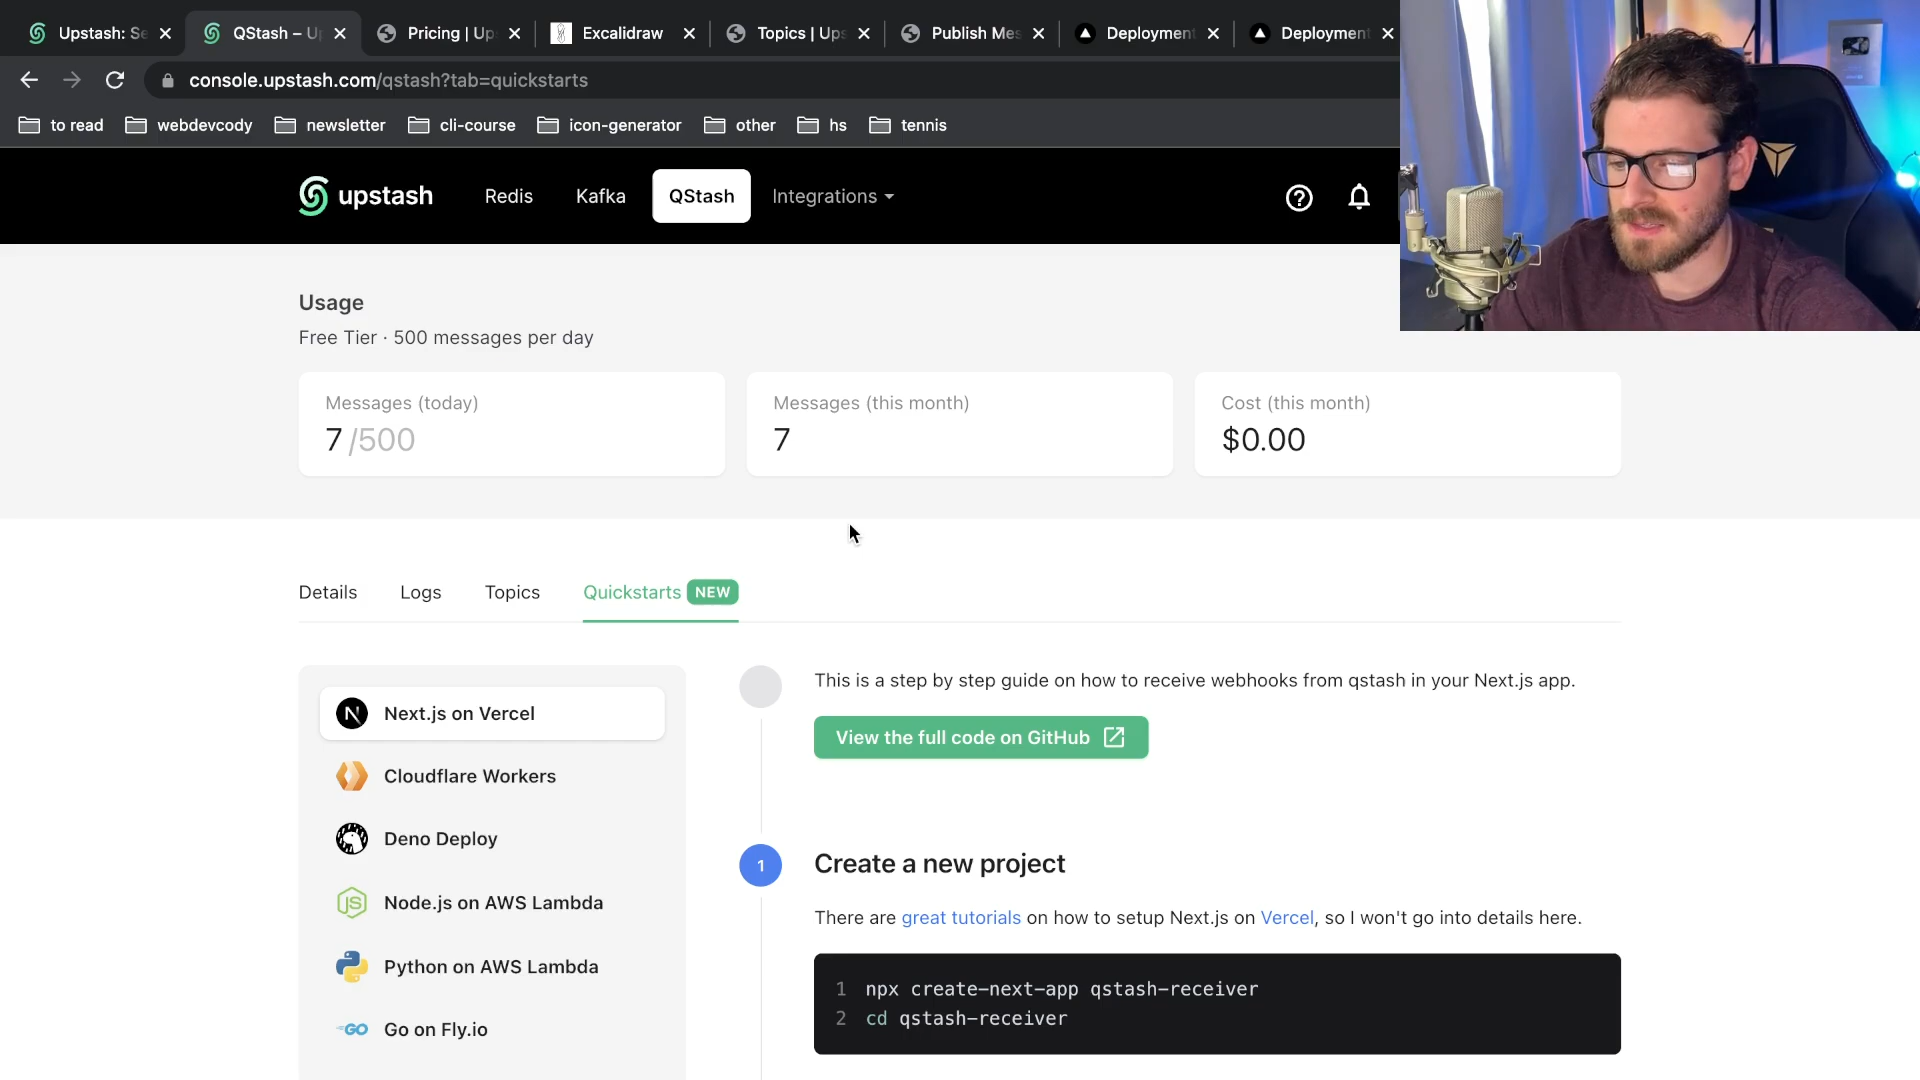 Upstash: Se
QStash – Up
Pricing | Ups
Excalidraw
Topics | Ups
Publish Mes
Deployment
Deployment
console.upstash.com/qstash?tab=quickstarts
to read
webdevcody
newsletter
cli-course
icon-generator
other
hs
tennis
upstash
Redis
Kafka
QStash
Integrations
Usage
Free Tier · 500 messages per day
Messages (today)
7 /500
Messages (this month)
7
Cost (this month)
$0.00
Details
Logs
Topics
Quickstarts NEW
Next.js on Vercel
Cloudflare Workers
Deno Deploy
Node.js on AWS Lambda
Python on AWS Lambda
Go on Fly.io
This is a step by step guide on how to receive webhooks from qstash in your Next.js app.
View the full code on GitHub
1
Create a new project
There are great tutorials on how to setup Next.js on Vercel, so I won't go into details here.
1 npx create-next-app qstash-receiver
2 cd qstash-receiver